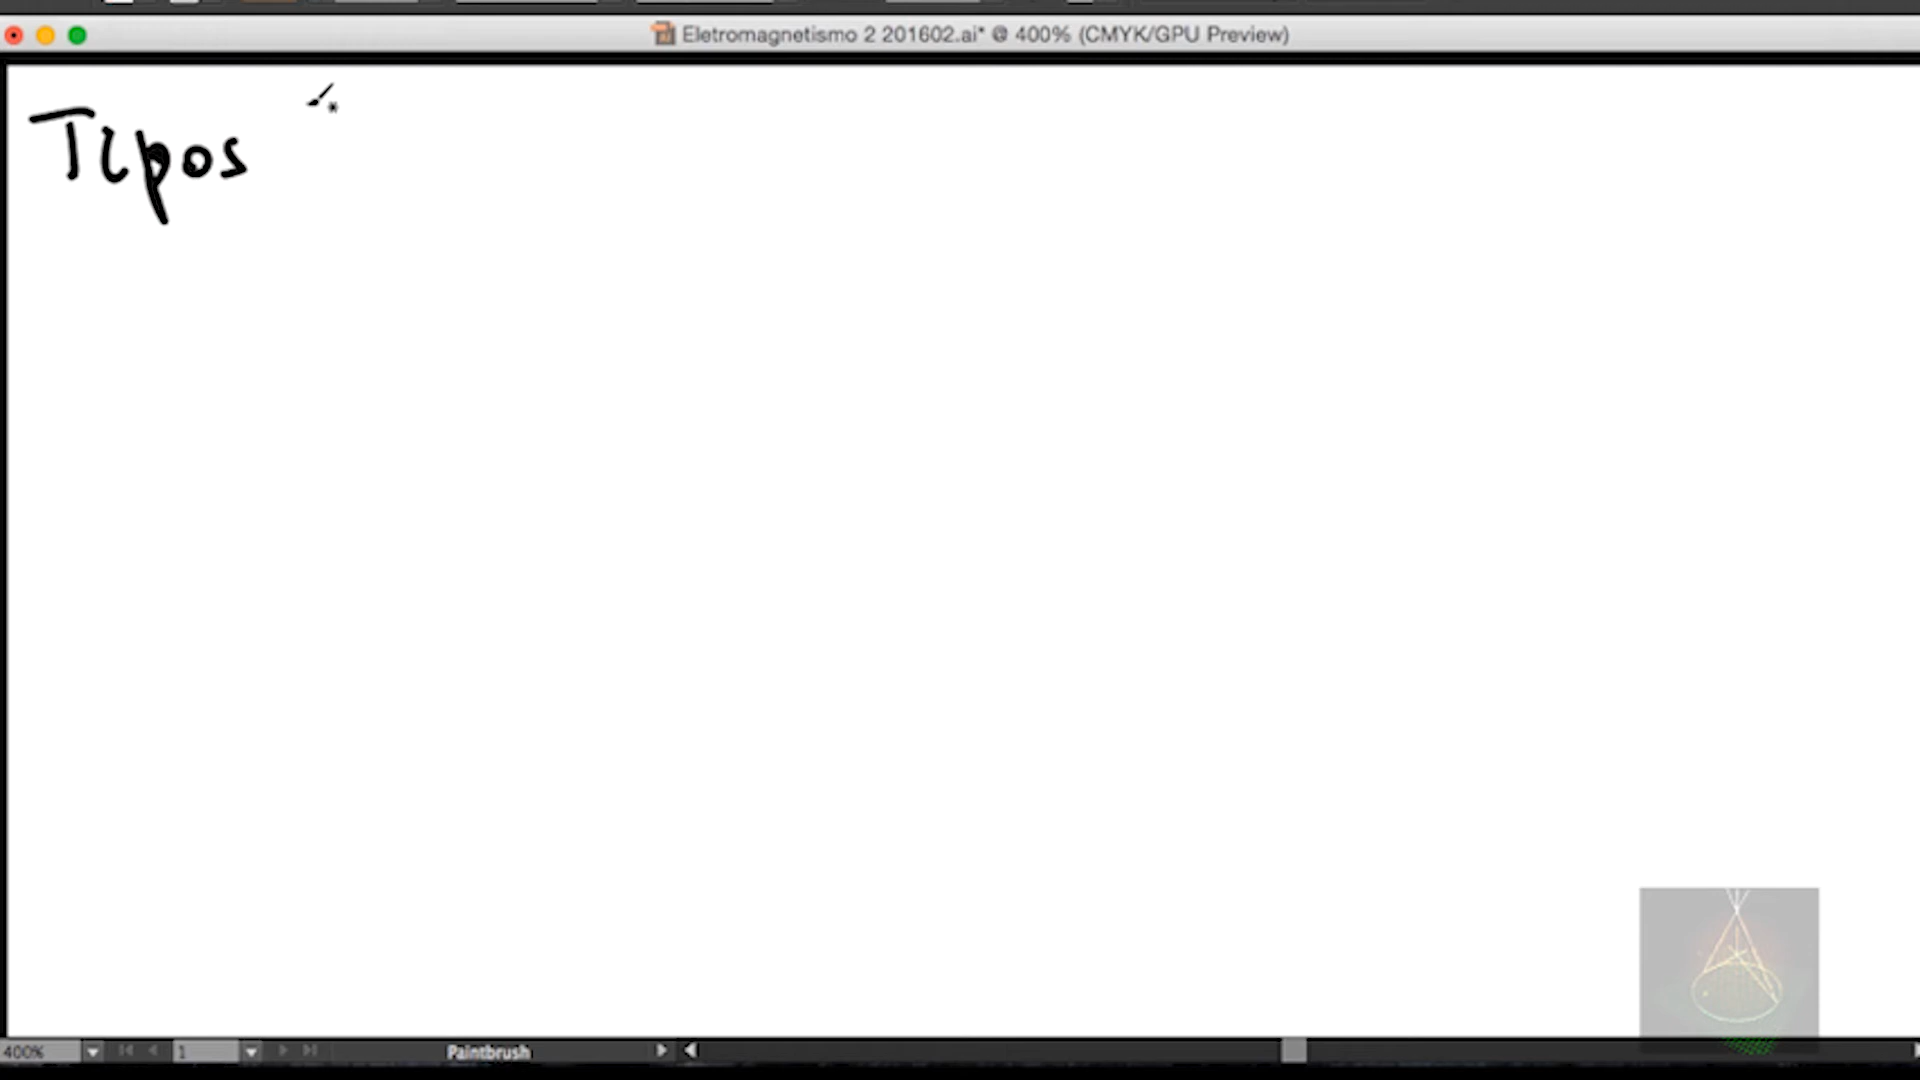 Eletromagnetismo 2 201602.ai* @ 400% (CMYK/GPU Preview)
Tipos
400%
1
Paintbrush